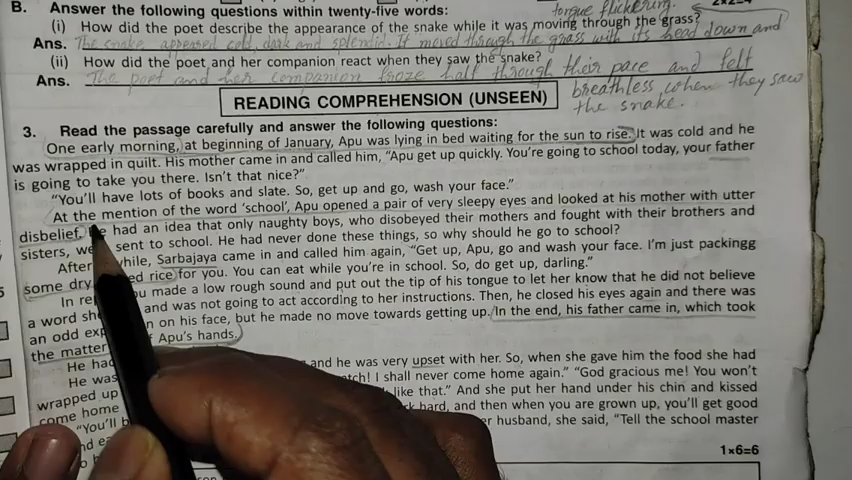 tongue flickering.
B. Answer the following questions within twenty-five words:
(i) How did the poet describe the appearance of the snake while it was moving through the grass?
Ans. The snake appeared cold, dark and splendid. It moved through the grass with its head down and
(ii) How did the poet and her companion react when they saw the snake?
Ans. The poet and her companion froze half through their pace and felt
breathless when they saw
the snake.
READING COMPREHENSION (UNSEEN)
3. Read the passage carefully and answer the following questions:
One early morning, at beginning of January, Apu was lying in bed waiting for the sun to rise. It was cold and he
was wrapped in quilt. His mother came in and called him, “Apu get up quickly. You’re going to school today, your father
is going to take you there. Isn’t that nice?”
“You’ll have lots of books and slate. So, get up and go, wash your face.”
At the mention of the word ‘school’, Apu opened a pair of very sleepy eyes and looked at his mother with utter
disbelief. had an idea that only naughty boys, who disobeyed their mothers and fought with their brothers and
sisters, sent to school. He had never done these things, so why should he go to school?
After while, Sarbajaya came in and called him again, “Get up, Apu, go and wash your face. I’m just packingg
some dry rice for you. You can eat while you’re in school. So, do get up, darling.”
In made a low rough sound and put out the tip of his tongue to let her know that he did not believe
a word and was not going to act according to her instructions. Then, he closed his eyes again and there was
an odd on his face, but he made no move towards getting up. In the end, his father came in, which took
the matter Apu’s hands.
He had and he was very upset with her. So, when she gave him the food she had
wrapped up I shall never come home again.” “God gracious me! You won’t
come home like that.” And she put her hand under his chin and kissed
“You’ll hard, and then when you are grown up, you’ll get good
husband, she said, “Tell the school master
1×6=6